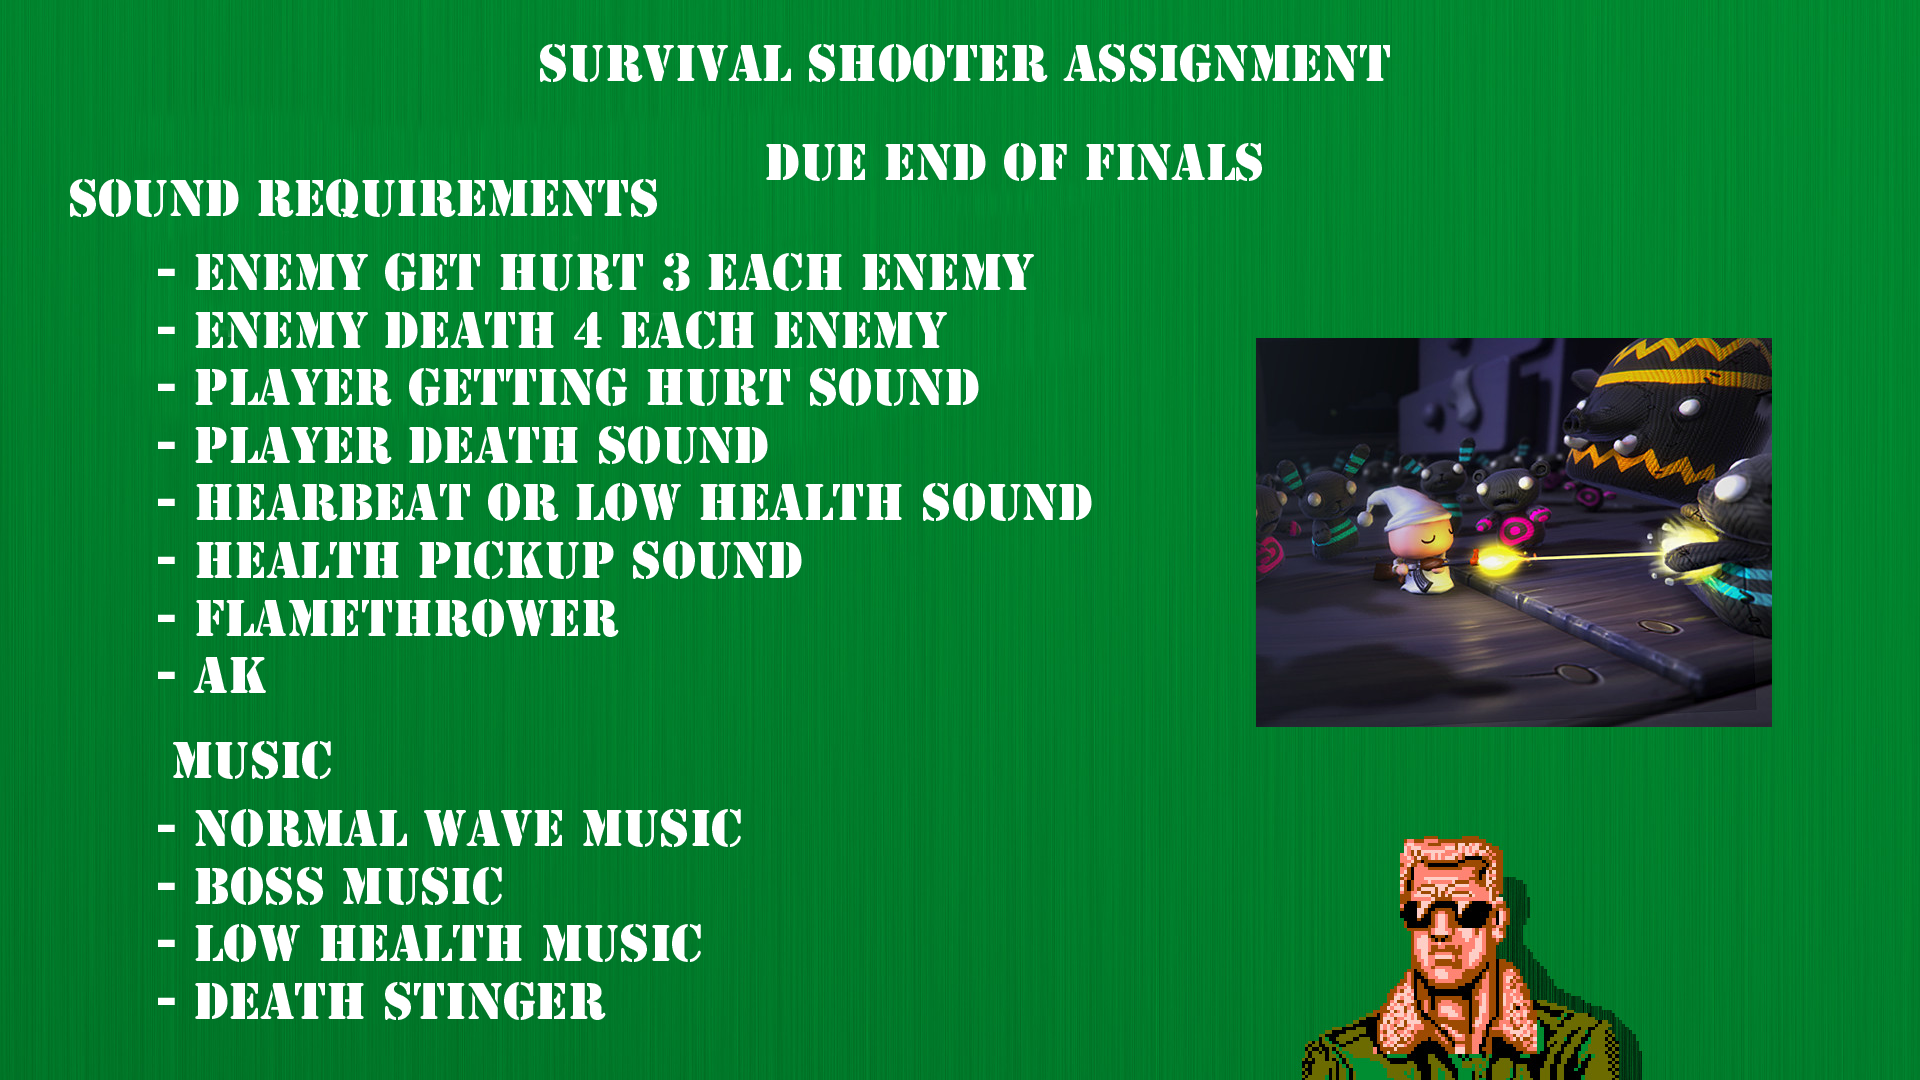 SURVIVAL SHOOTER ASSIGNMENT
DUE END OF FINALS
SOUND REQUIREMENTS
- ENEMY GET HURT 3 EACH ENEMY
- ENEMY DEATH 4 EACH ENEMY
- PLAYER GETTING HURT SOUND
- PLAYER DEATH SOUND
- HEARBEAT OR LOW HEALTH SOUND
- HEALTH PICKUP SOUND
- FLAMETHROWER
- AK
MUSIC
- NORMAL WAVE MUSIC
- BOSS MUSIC
- LOW HEALTH MUSIC
- DEATH STINGER